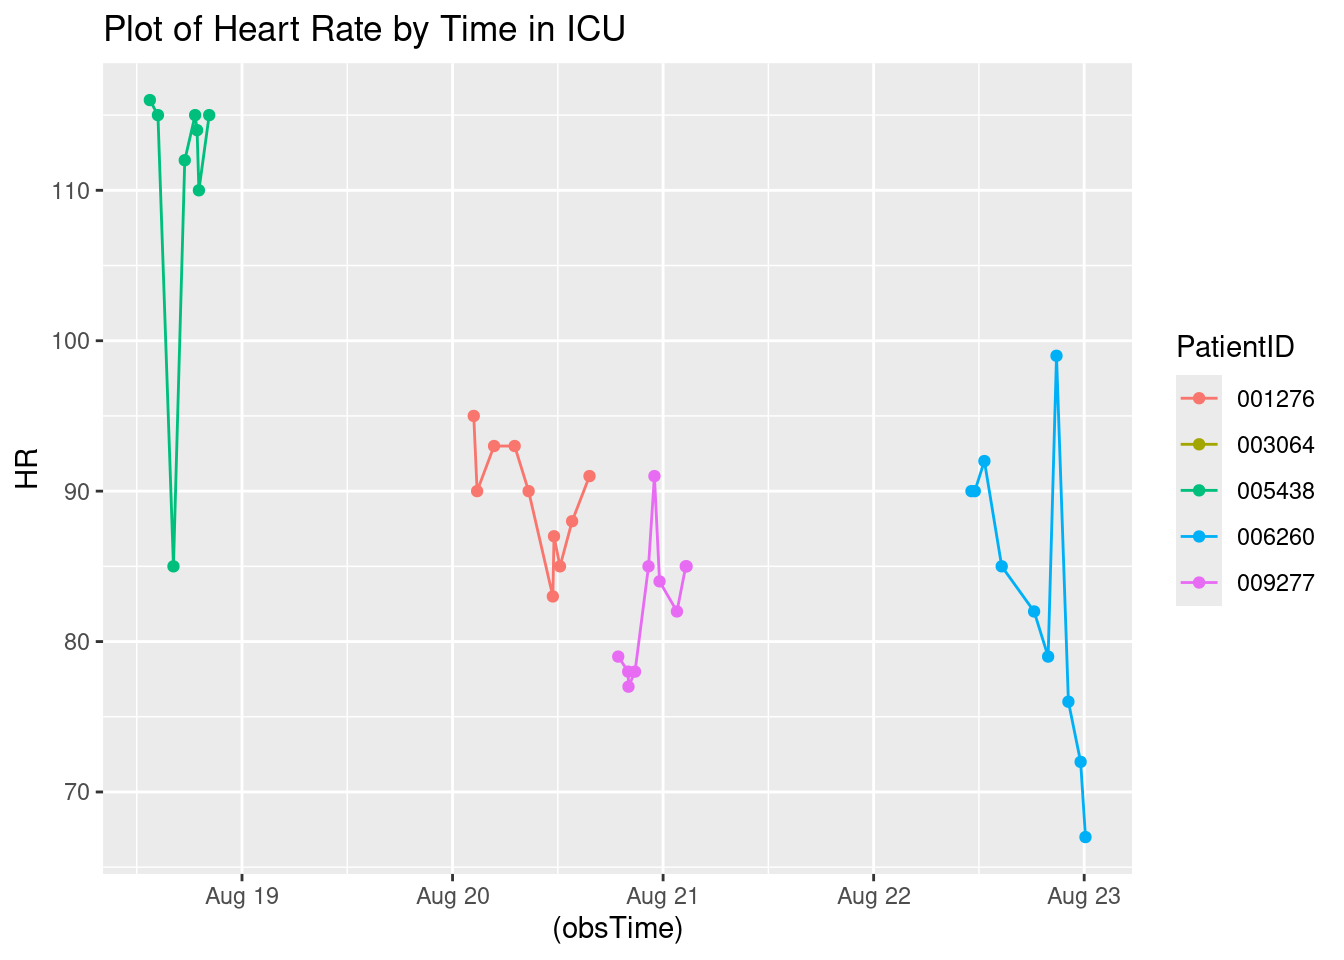 Plot of Heart Rate by Time in ICU
110
100
90
80
70
HR
Aug 19
Aug 20
Aug 21
Aug 22
Aug 23
(obsTime)
PatientID
001276
003064
005438
006260
009277